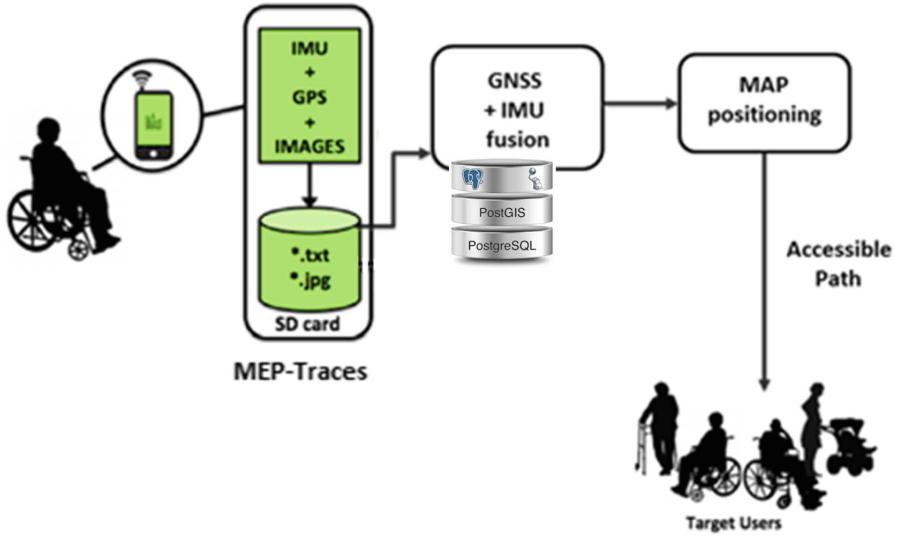 IMU
+
GPS
+
IMAGES
*.txt
*.jpg
SD card
MEP-Traces
GNSS
+ IMU
fusion
PostGIS
PostgreSQL
MAP
positioning
Accessible
Path
Target Users